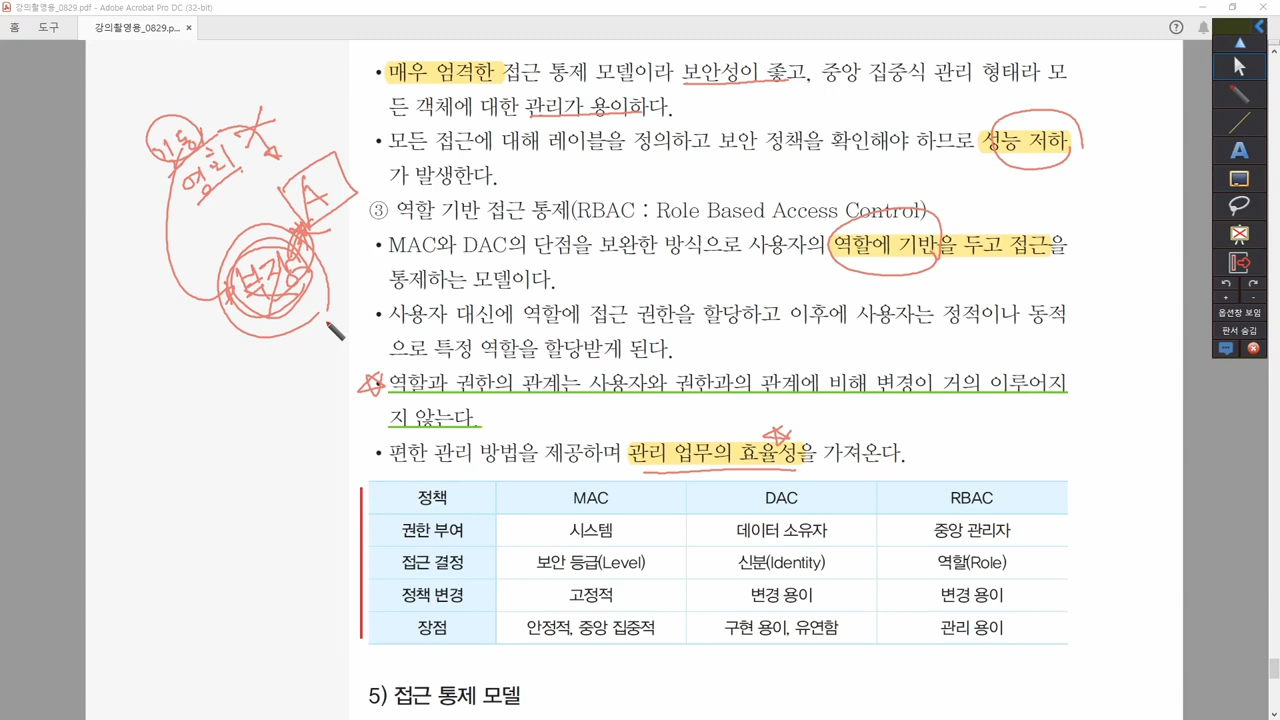 강의촬영용_0829.pdf - Adobe Acrobat Pro DC (32-bit)
홈 도구 강의촬영용_0829.p... ×
• 매우 엄격한 접근 통제 모델이라 보안성이 좋고, 중앙 집중식 관리 형태라 모
든 객체에 대한 관리가 용이하다.
• 모든 접근에 대해 레이블을 정의하고 보안 정책을 확인해야 하므로 성능 저하
가 발생한다.
③ 역할 기반 접근 통제(RBAC : Role Based Access Control)
• MAC와 DAC의 단점을 보완한 방식으로 사용자의 역할에 기반을 두고 접근을
통제하는 모델이다.
• 사용자 대신에 역할에 접근 권한을 할당하고 이후에 사용자는 정적이나 동적
으로 특정 역할을 할당받게 된다.
• 역할과 권한의 관계는 사용자와 권한과의 관계에 비해 변경이 거의 이루어지
지 않는다.
• 편한 관리 방법을 제공하며 관리 업무의 효율성을 가져온다.
정책 MAC DAC RBAC
권한 부여 시스템 데이터 소유자 중앙 관리자
접근 결정 보안 등급(Level) 신분(Identity) 역할(Role)
정책 변경 고정적 변경 용이 변경 용이
장점 안정적, 중앙 집중적 구현 용이, 유연함 관리 용이
5) 접근 통제 모델
A
부장
A
옵션창 보임
판서 숨김